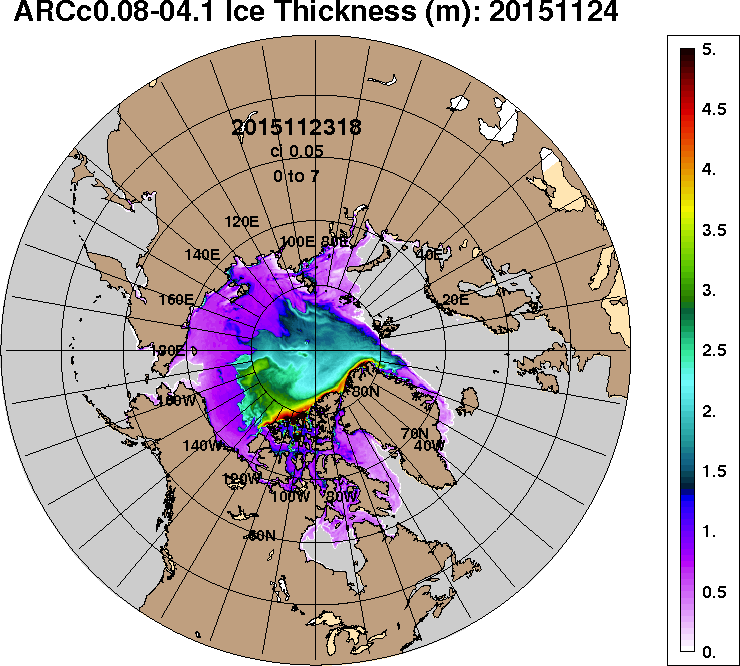 ARCc0.08-04.1 Ice Thickness (m): 20151124
2015112318
ci 0.05
0 to 7
120E
100E 80E
140E
40E
160E
20E
180E
160W
80N
140W
70N
40W
120W
100W
80W
60N
5.
4.5
4.
3.5
3.
2.5
2.
1.5
1.
0.5
0.